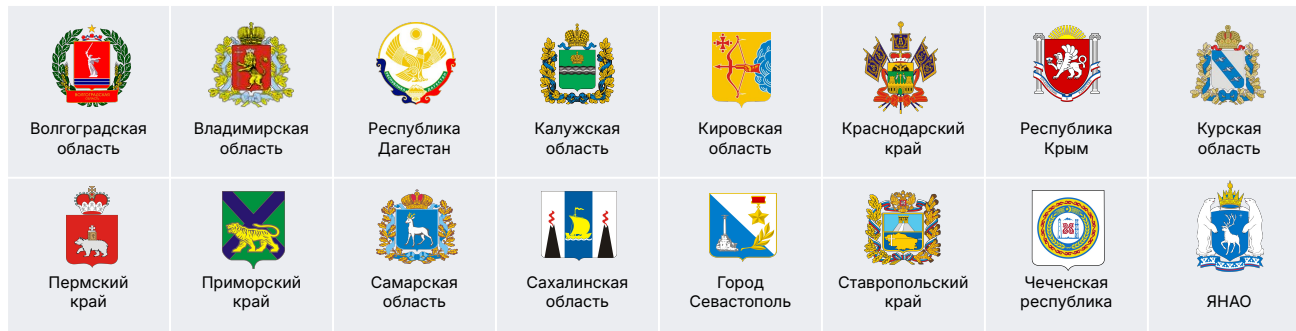 Волгоградская
область
Владимирская
область
Республика
Дагестан
Калужская
область
Кировская
область
Краснодарский
край
Республика
Крым
Курская
область
Пермский
край
Приморский
край
Самарская
область
Сахалинская
область
Город
Севастополь
Ставропольский
край
Чеченская
республика
ЯНАО